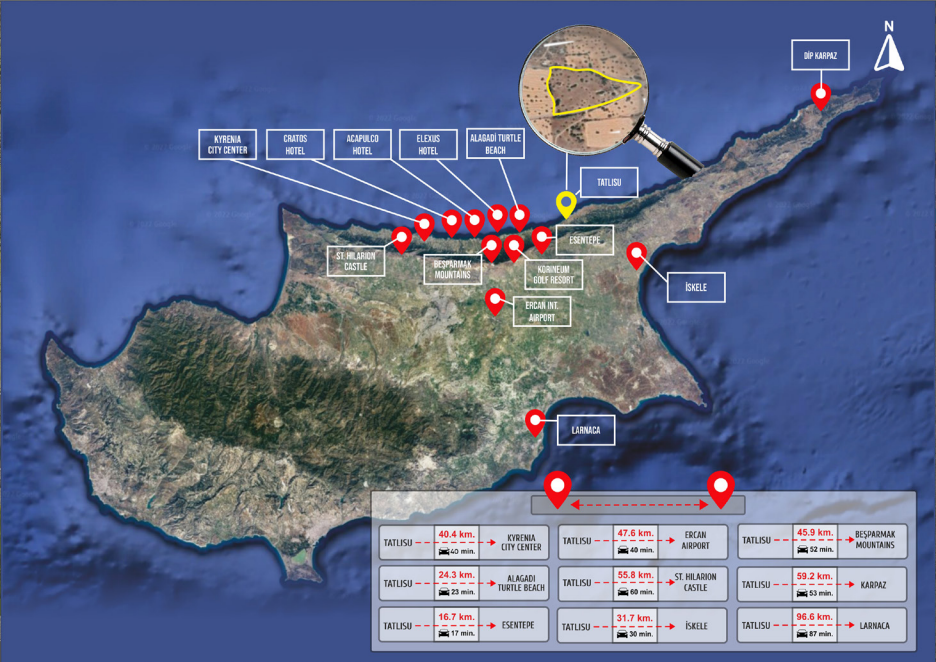 N
DİP KARPAZ
KYRENIA
CITY CENTER
CRATOS
HOTEL
ACAPULCO
HOTEL
ELEXUS
HOTEL
ALAGADİ TURTLE
BEACH
TATLISU
ST. HILARION
CASTLE
BEŞPARMAK
MOUNTAINS
KORINEUM
GOLF RESORT
ESENTEPE
İSKELE
ERCAN INT.
AIRPORT
LARNACA
TATLISU 40.4 km. KYRENIA
40 min. CITY CENTER
TATLISU 47.6 km. ERCAN
40 min. AIRPORT
TATLISU 45.9 km. BEŞPARMAK
52 min. MOUNTAINS
TATLISU 24.3 km. ALAGADI
23 min. TURTLE BEACH
TATLISU 55.8 km. ST. HILARION
60 min. CASTLE
TATLISU 59.2 km. KARPAZ
53 min.
TATLISU 16.7 km. ESENTEPE
17 min.
TATLISU 31.7 km. İSKELE
30 min.
TATLISU 96.6 km. LARNACA
87 min.